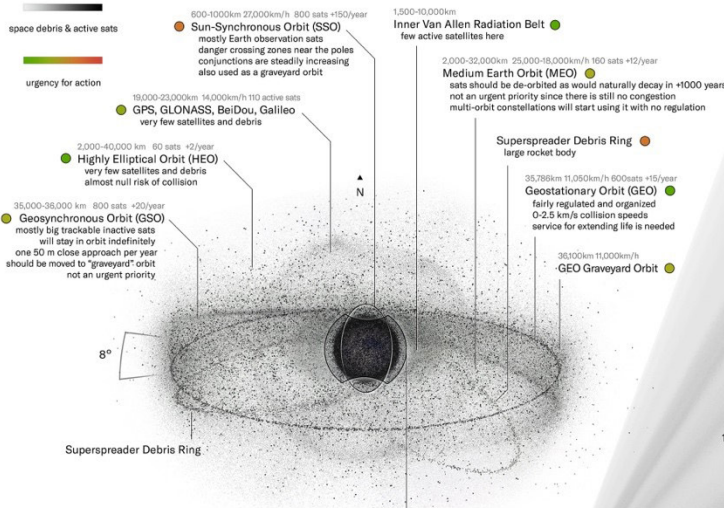 space debris & active sats
urgency for action
600-1000km 27,000km/h 800 sats +150/year
Sun-Synchronous Orbit (SSO)
mostly Earth observation sats
danger crossing zones near the poles
conjunctions are steadily increasing
also used as a graveyard orbit
19,000-23,000km 14,000km/h 110 active sats
GPS, GLONASS, BeiDou, Galileo
very few satellites and debris
2,000-40,000 km 60 sats +2/year
Highly Elliptical Orbit (HEO)
very few satellites and debris
almost null risk of collision
35,000-36,000 km 800 sats +20/year
Geosynchronous Orbit (GSO)
mostly big trackable inactive sats
will stay in orbit indefinitely
one 50 m close approach per year
should be moved to "graveyard" orbit
not an urgent priority
1,500-10,000km
Inner Van Allen Radiation Belt
few active satellites here
2,000-32,000km 25,000-18,000km/h 160 sats +12/year
Medium Earth Orbit (MEO)
sats should be de-orbited as would naturally decay in +1000 years
not an urgent priority since there is still no congestion
multi-orbit constellations will start using it with no regulation
Superspreader Debris Ring
large rocket body
35,786km 11,050km/h 600sats +15/year
Geostationary Orbit (GEO)
fairly regulated and organized
0-2.5 km/s collision speeds
service for extending life is needed
36,100km 11,000km/h
GEO Graveyard Orbit
N
8°
Superspreader Debris Ring